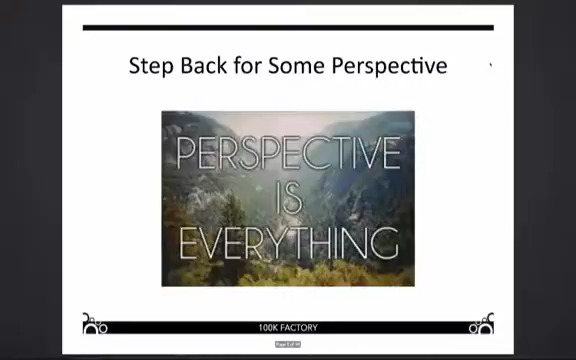 Step Back for Some Perspective
PERSPECTIVE
IS
EVERYTHING
100K FACTORY